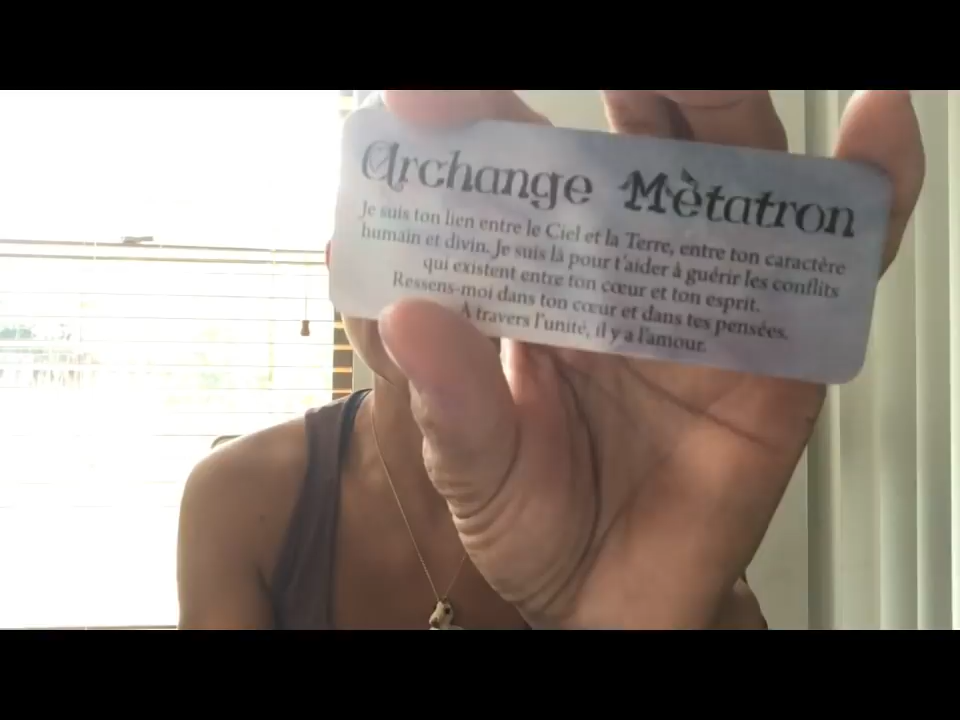 Archange Mètatron
Je suis ton lien entre le Ciel et la Terre, entre ton caractère
humain et divin. Je suis là pour t'aider à guérir les conflits
qui existent entre ton cœur et ton esprit.
Ressens-moi dans ton cœur et dans tes pensées.
À travers l'unité, il y a l'amour.